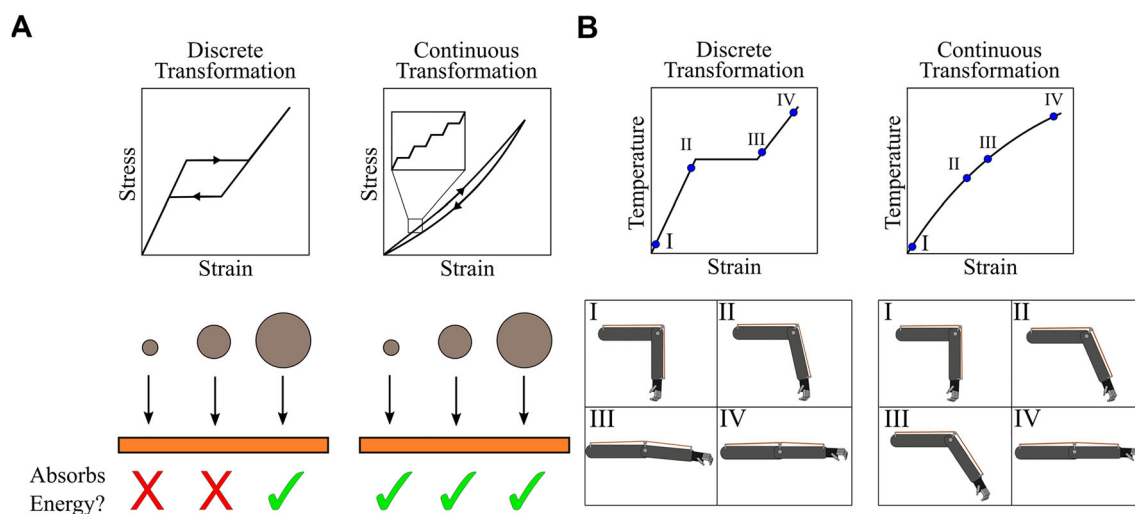 A
Discrete
Transformation
Stress
Strain
Continuous
Transformation
Stress
Strain
Absorbs
Energy?
X X ✓ ✓ ✓ ✓
B
Discrete
Transformation
Temperature
I
II
III
IV
Strain
Continuous
Transformation
Temperature
I
II
III
IV
Strain
I
II
III
IV
I
II
III
IV